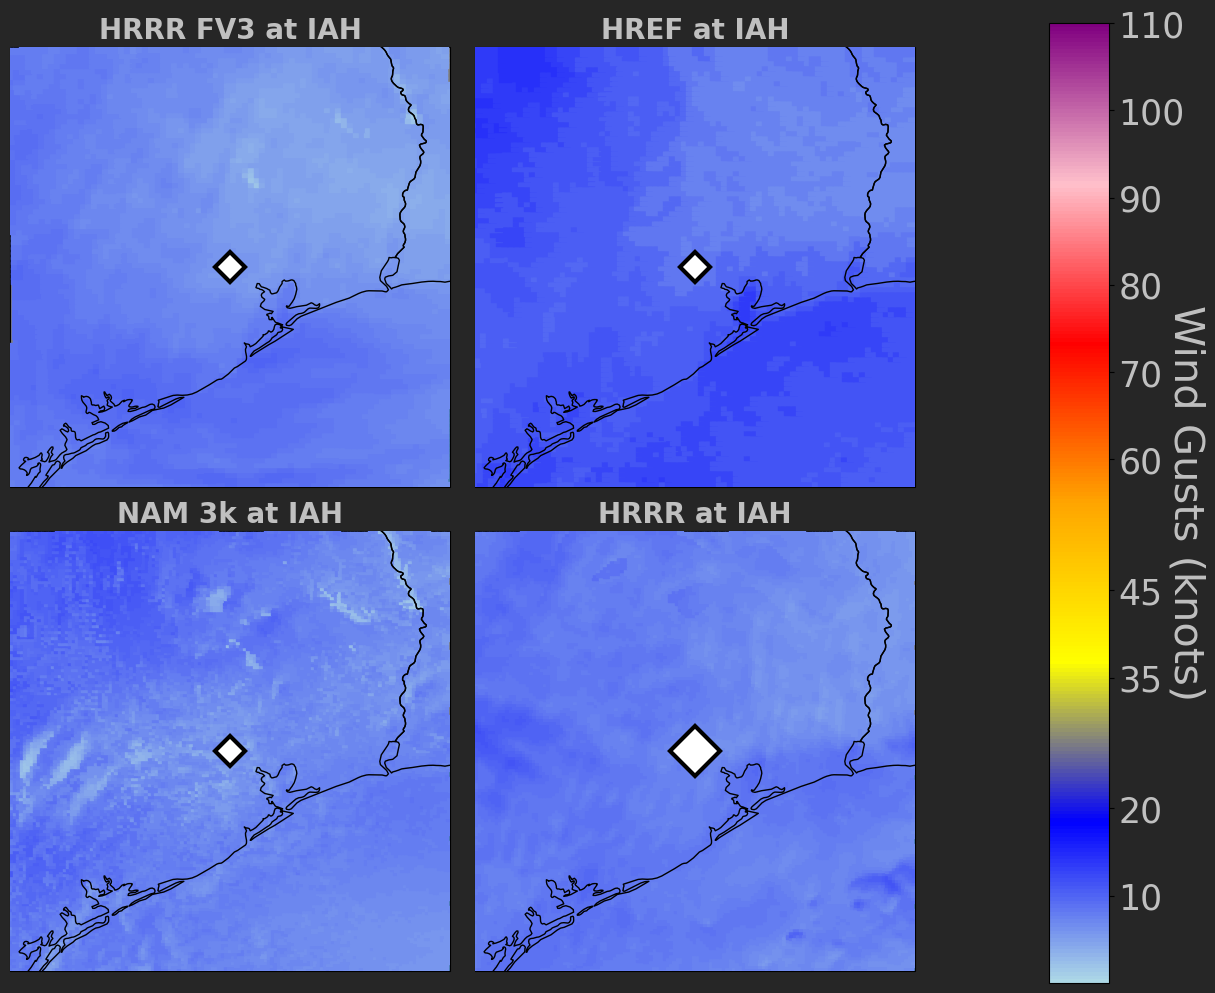 HRRR FV3 at IAH
HREF at IAH
NAM 3k at IAH
HRRR at IAH
110
100
90
80
70
60
45
35
20
10
Wind Gusts (knots)